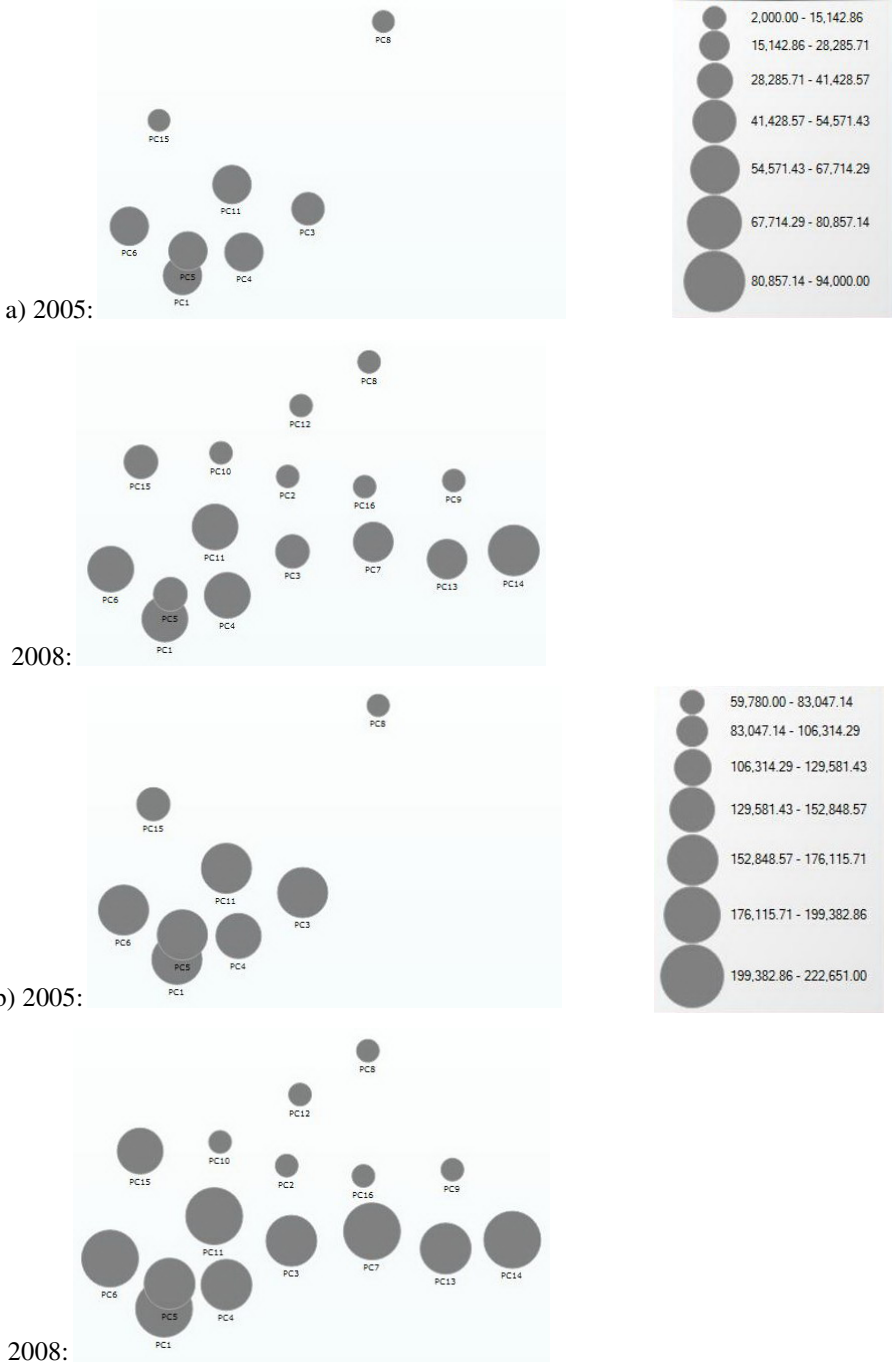 PC8
PC15
PC11
PC3
PC6
PC5
PC4
PC1
a) 2005:
2,000.00 - 15,142.86
15,142.86 - 28,285.71
28,285.71 - 41,428.57
41,428.57 - 54,571.43
54,571.43 - 67,714.29
67,714.29 - 80,857.14
80,857.14 - 94,000.00
PC8
PC12
PC10
PC15
PC2
PC16
PC9
PC11
PC3
PC7
PC13
PC14
PC6
PC5
PC4
PC1
2008:
PC8
PC15
PC11
PC3
PC6
PC5
PC4
PC1
) 2005:
59,780.00 - 83,047.14
83,047.14 - 106,314.29
106,314.29 - 129,581.43
129,581.43 - 152,848.57
152,848.57 - 176,115.71
176,115.71 - 199,382.86
199,382.86 - 222,651.00
PC8
PC12
PC10
PC15
PC2
PC16
PC9
PC11
PC3
PC7
PC13
PC14
PC6
PC5
PC4
PC1
2008: